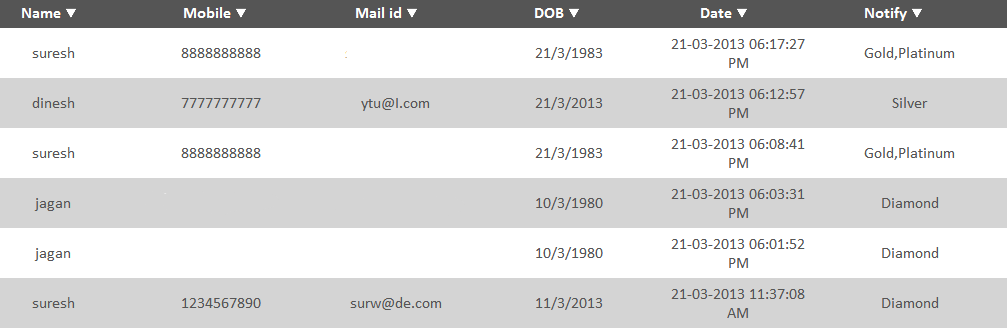 Name ▼ Mobile ▼ Mail id ▼ DOB ▼ Date ▼ Notify ▼
suresh 8888888888 21/3/1983 21-03-2013 06:17:27 Gold,Platinum
PM
dinesh 7777777777 ytu@l.com 21/3/2013 21-03-2013 06:12:57 Silver
PM
suresh 8888888888 21/3/1983 21-03-2013 06:08:41 Gold,Platinum
PM
jagan 10/3/1980 21-03-2013 06:03:31 Diamond
PM
jagan 10/3/1980 21-03-2013 06:01:52 Diamond
PM
suresh 1234567890 surw@de.com 11/3/2013 21-03-2013 11:37:08 Diamond
AM